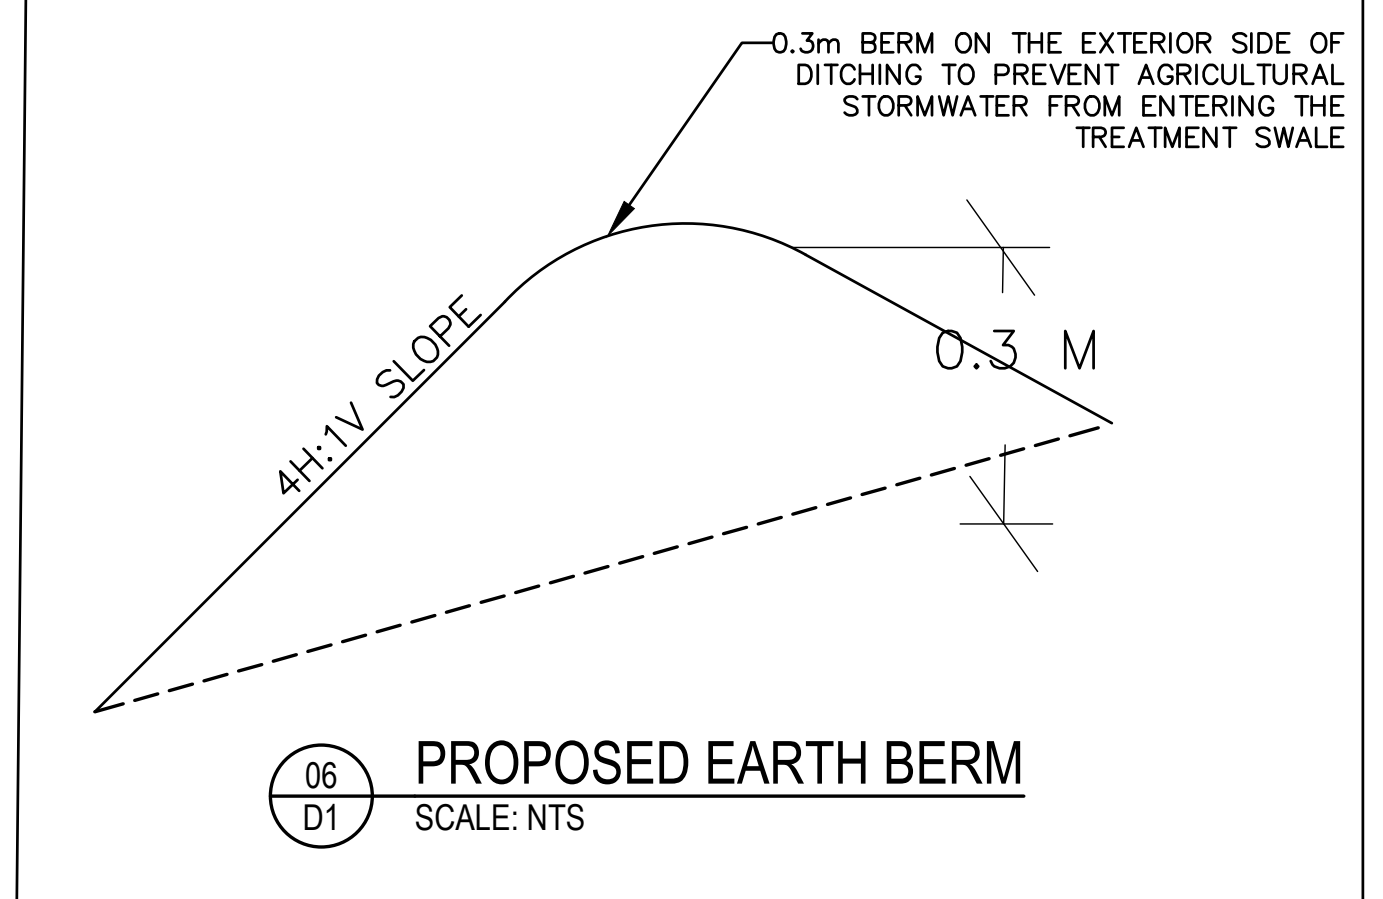 0.3m BERM ON THE EXTERIOR SIDE OF
DITCHING TO PREVENT AGRICULTURAL
STORMWATER FROM ENTERING THE
TREATMENT SWALE
4H:1V SLOPE
0.3 M
06
D1
PROPOSED EARTH BERM
SCALE: NTS